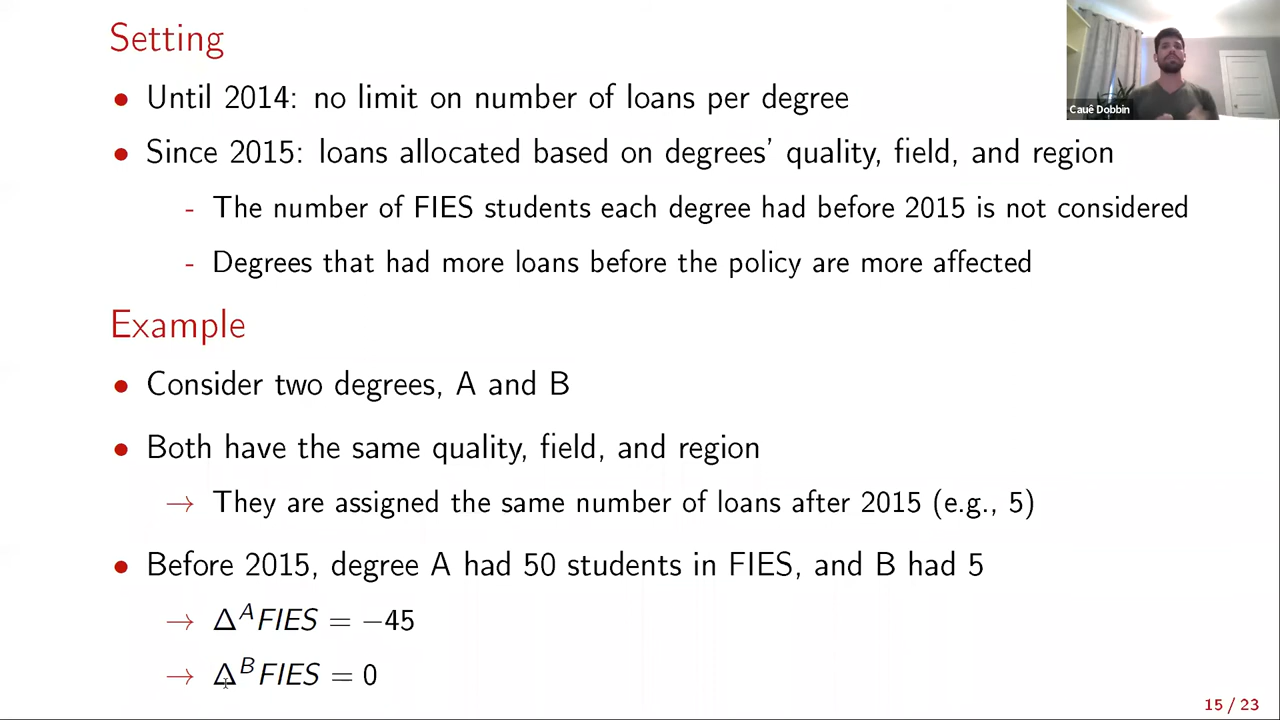 Setting
• Until 2014: no limit on number of loans per degree
• Since 2015: loans allocated based on degrees' quality, field, and region
- The number of FIES students each degree had before 2015 is not considered
- Degrees that had more loans before the policy are more affected
Example
• Consider two degrees, A and B
• Both have the same quality, field, and region
→ They are assigned the same number of loans after 2015 (e.g., 5)
• Before 2015, degree A had 50 students in FIES, and B had 5
→ Δ^A FIES = −45
→ Δ^B FIES = 0
Cauê Dobbin
15 / 23